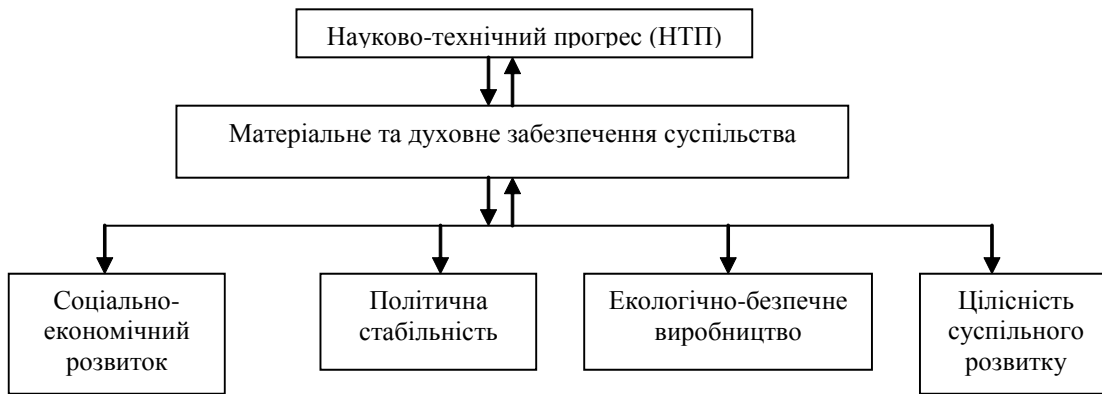 Науково-технічний прогрес (НТП)
Матеріальне та духовне забезпечення суспільства
Соціально-
економічний
розвиток
Політична
стабільність
Екологічно-безпечне
виробництво
Цілісність
суспільного
розвитку